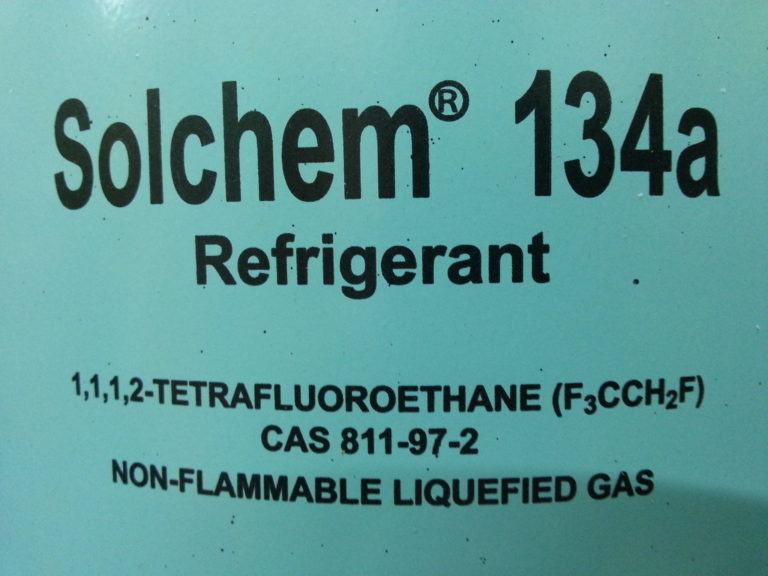 Solchem® 134a
Refrigerant
1,1,1,2-TETRAFLUOROETHANE (F₃CCH₂F)
CAS 811-97-2
NON-FLAMMABLE LIQUEFIED GAS